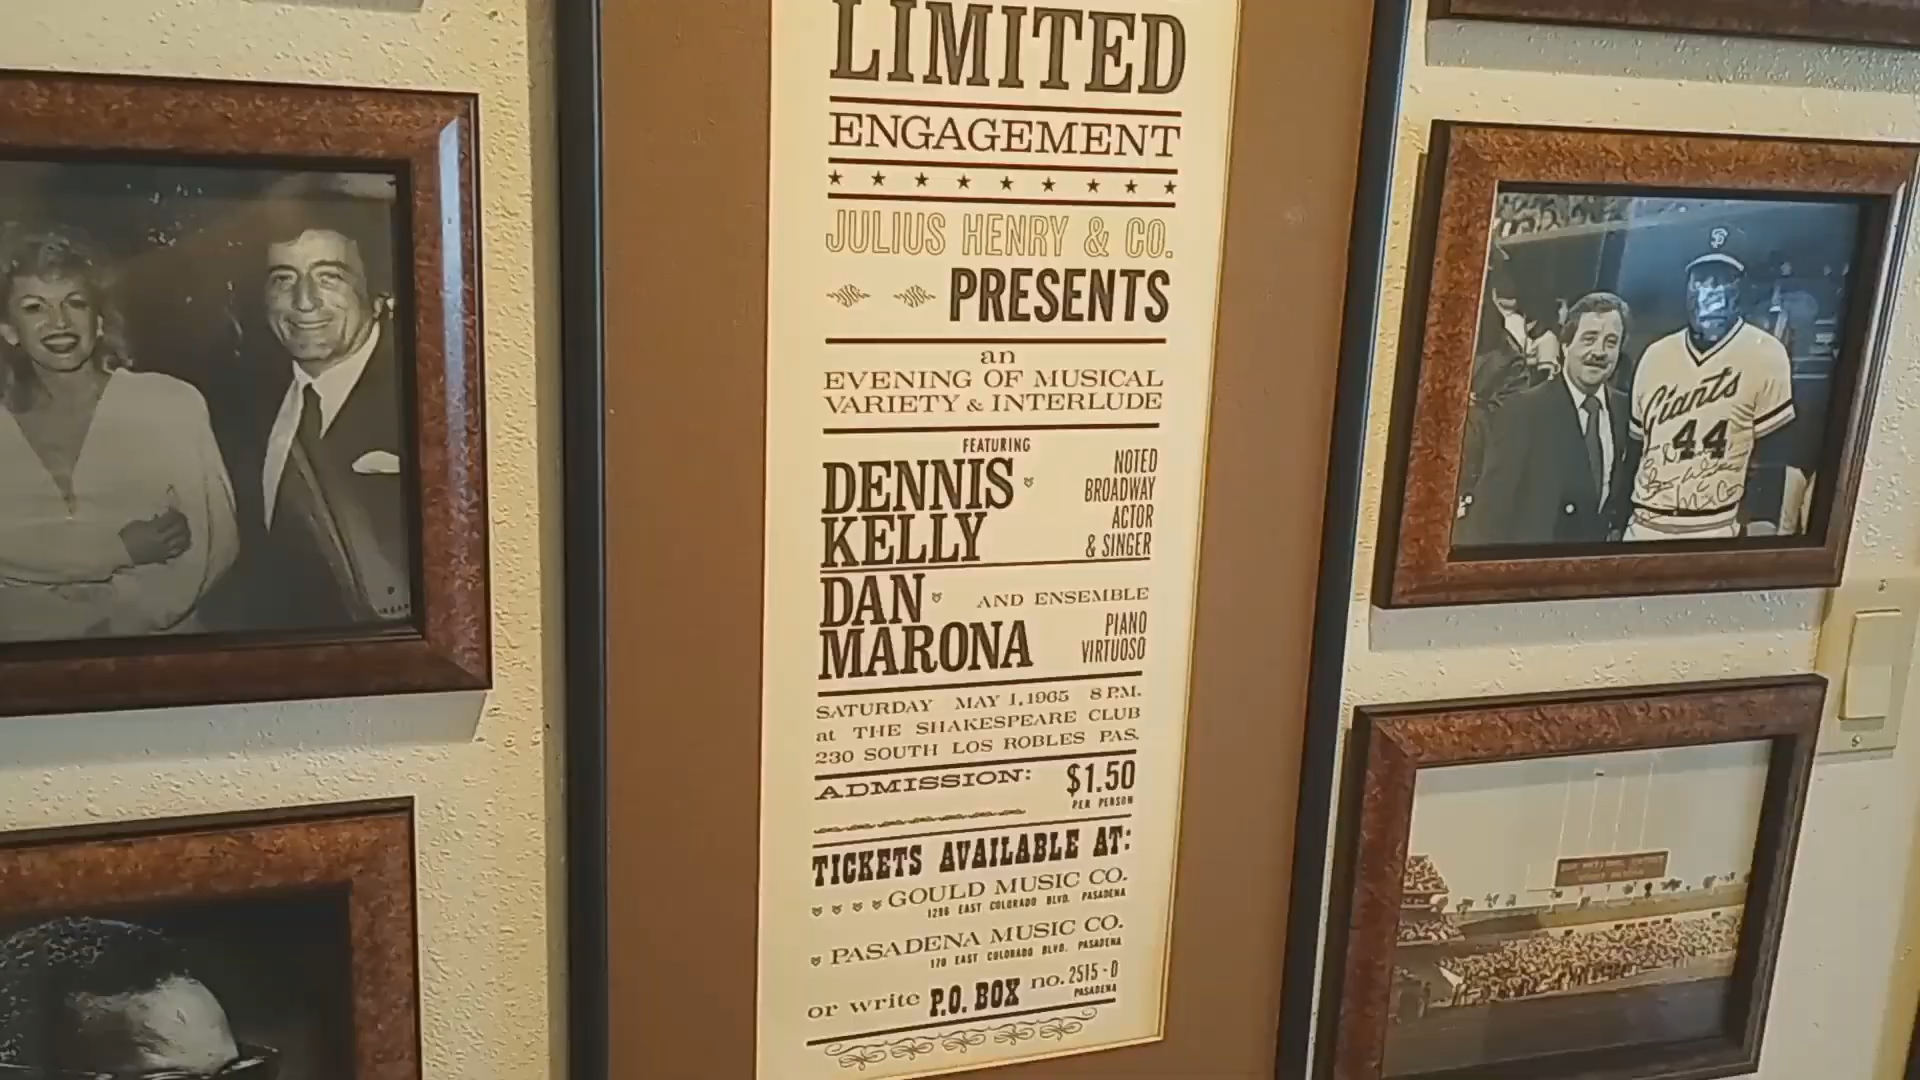 LIMITED
ENGAGEMENT
JULIUS HENRY & CO.
PRESENTS
an
EVENING OF MUSICAL
VARIETY & INTERLUDE
FEATURING
DENNIS
KELLY
NOTED
BROADWAY
ACTOR
& SINGER
DAN
MARONA
AND ENSEMBLE
PIANO
VIRTUOSO
SATURDAY MAY 1, 1965 8 P.M.
at THE SHAKESPEARE CLUB
230 SOUTH LOS ROBLES PAS.
ADMISSION: $1.50
PER PERSON
TICKETS AVAILABLE AT:
GOULD MUSIC CO.
1296 EAST COLORADO BLVD. PASADENA
PASADENA MUSIC CO.
170 EAST COLORADO BLVD. PASADENA
or write P.O. BOX no. 2515-D
PASADENA
SF
Giants
44